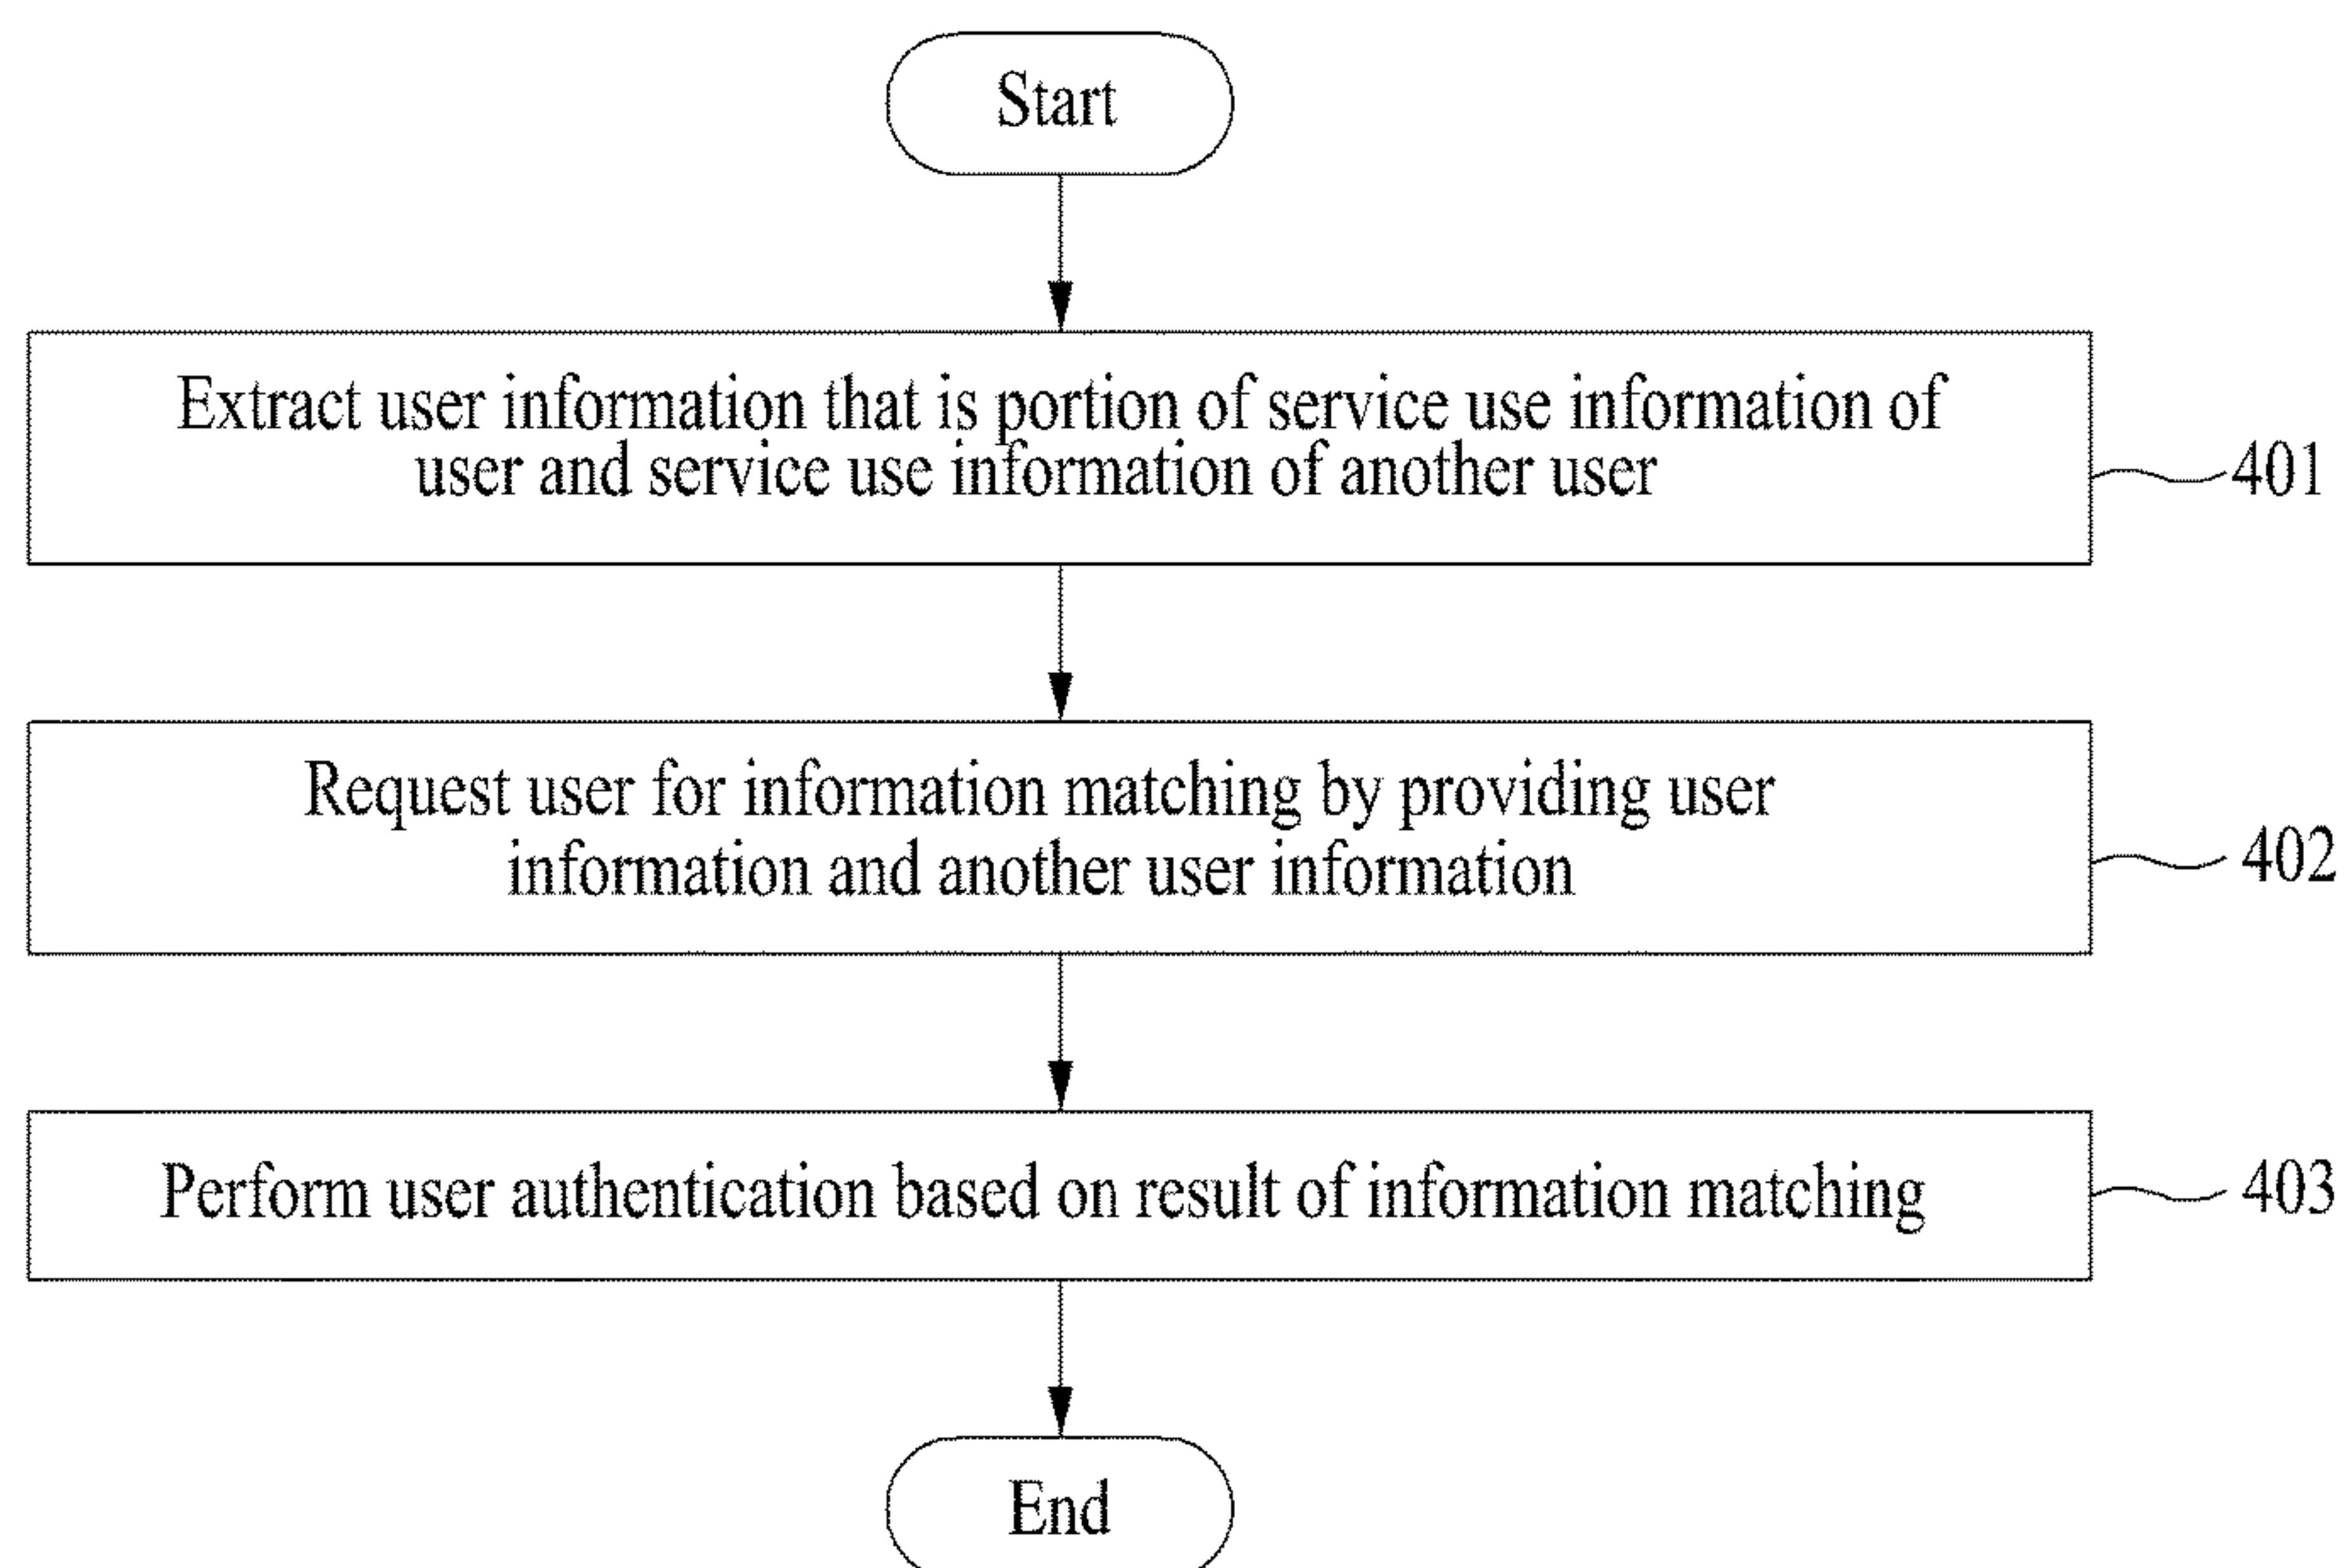 Start
Extract user information that is portion of service use information of
user and service use information of another user
401
Request user for information matching by providing user
information and another user information
402
Perform user authentication based on result of information matching
403
End